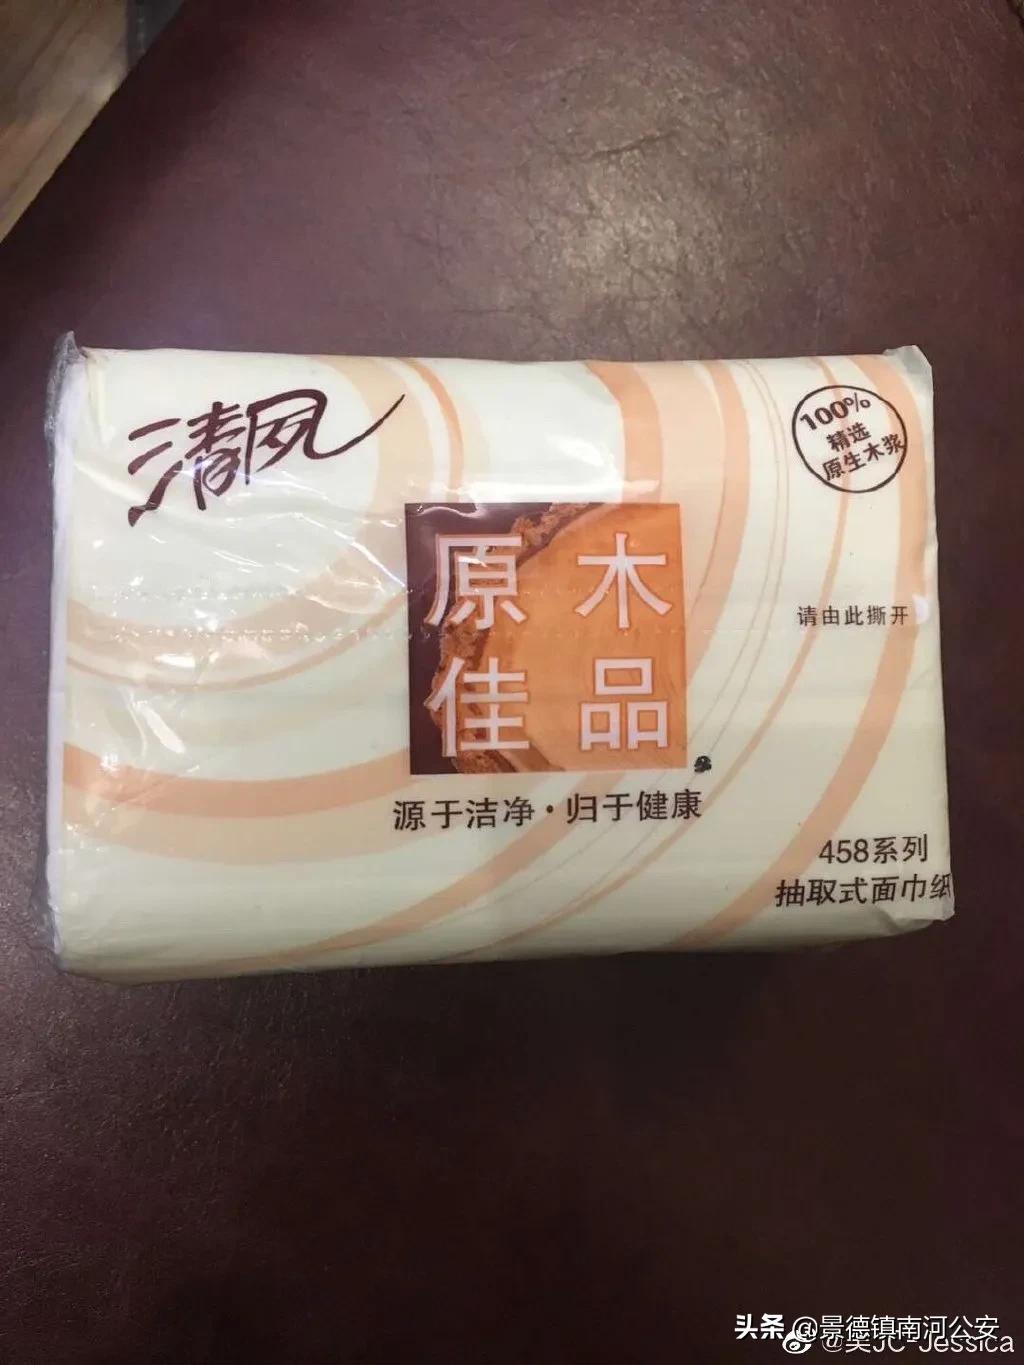 清风
100%
精选
原生木浆
原木
佳品
请由此撕开
源于洁净·归于健康
458系列
抽取式面巾纸
头条 @景德镇南河公安
JC-Jessica